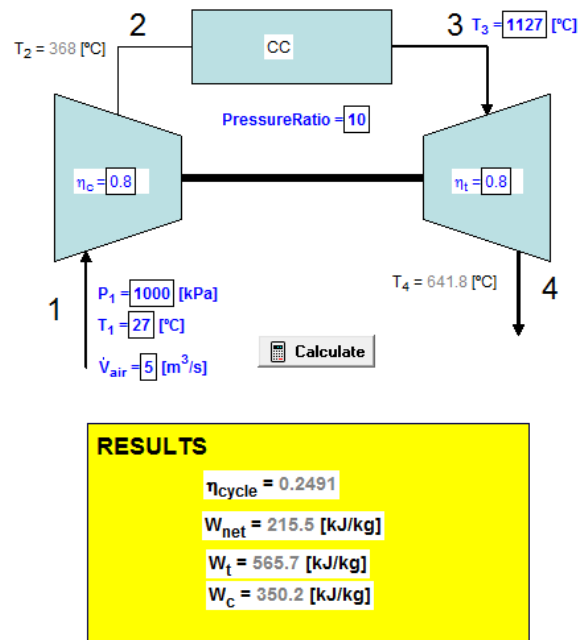 2
3
T3 = 1127 [ºC]
T2 = 368 [ºC]
CC
PressureRatio = 10
ηc = 0.8
ηt = 0.8
T4 = 641.8 [ºC]
4
1
P1 = 1000 [kPa]
T1 = 27 [ºC]
V̇air = 5 [m³/s]
Calculate
RESULTS
ηcycle = 0.2491
Wnet = 215.5 [kJ/kg]
Wt = 565.7 [kJ/kg]
Wc = 350.2 [kJ/kg]